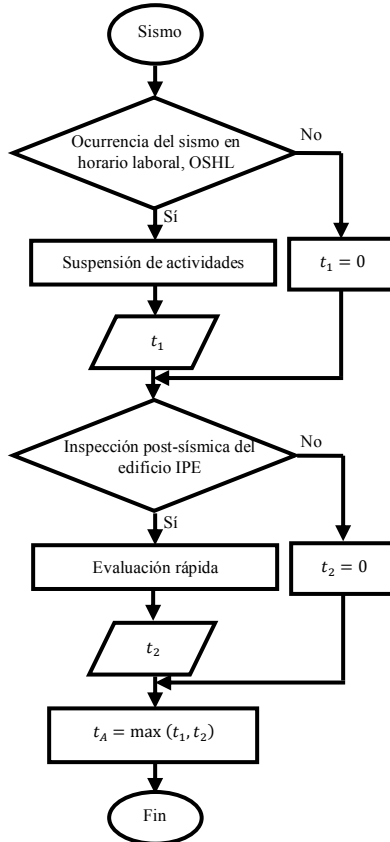 Sismo
Ocurrencia del sismo en
horario laboral, OSHL
No
Sí
Suspensión de actividades
t₁ = 0
t₁
Inspección post-sísmica del
edificio IPE
No
Sí
Evaluación rápida
t₂ = 0
t₂
t_A = max (t₁, t₂)
Fin